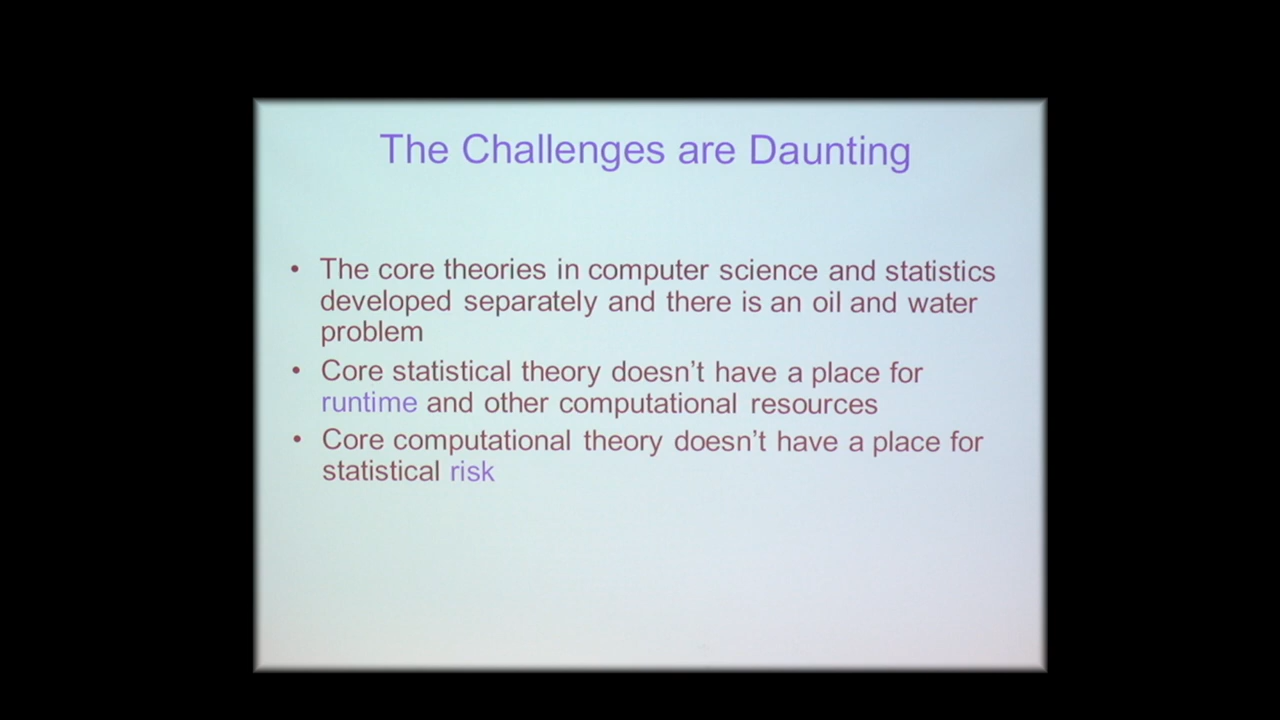 The Challenges are Daunting
• The core theories in computer science and statistics
developed separately and there is an oil and water
problem
• Core statistical theory doesn’t have a place for
runtime and other computational resources
• Core computational theory doesn’t have a place for
statistical risk